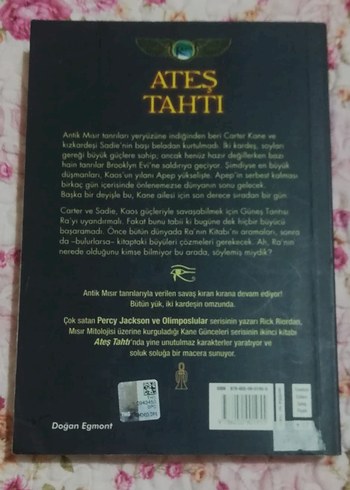 ATEŞ
TAHTI
Antik Mısır tanrıları yeryüzüne indiğinden beri Carter Kane ve
kızkardeşi Sadie'nin başı beladan kurtulmadı. İki kardeş, soyları
gereği büyük güçlere sahip; ancak henüz hazır değillerken bazı
hain tanrılar Brooklyn Evi'ne saldırıya geçiyor. Şimdiyse en büyük
düşmanları, Kaos'un yılanı Apep yükselişte. Apep'in serbest kalması
birkaç gün içerisinde önlenemezse dünyanın sonu gelecek.
Başka bir deyişle bu, Kane ailesi için son derece sıradan bir gün.
Carter ve Sadie, Kaos güçleriyle savaşabilmek için Güneş Tanrısı
Ra'yı uyandırmalı. Fakat bunu tabii ki bugüne dek hiçbir büyücü
başaramadı. Önce bütün dünyada Ra'nın Kitabı'nı aramaları, sonra
da –bulurlarsa– kitaptaki büyüleri çözmeleri gerekecek. Ah, Ra'nın
nerede olduğunu kimse bilmiyor bu arada, söylemiş miydik?
Antik Mısır tanrılarıyla verilen savaş kıran kırana devam ediyor!
Bütün yük, iki kardeşin omzunda.
Çok satan Percy Jackson ve Olimposlular serisinin yazarı Rick Riordan,
Mısır Mitolojisi üzerine kurguladığı Kane Günceleri serisinin ikinci kitabı
Ateş Tahtı'nda yine unutulmaz karakterler yaratıyor ve
soluk soluğa bir macera sunuyor.
Doğan Egmont